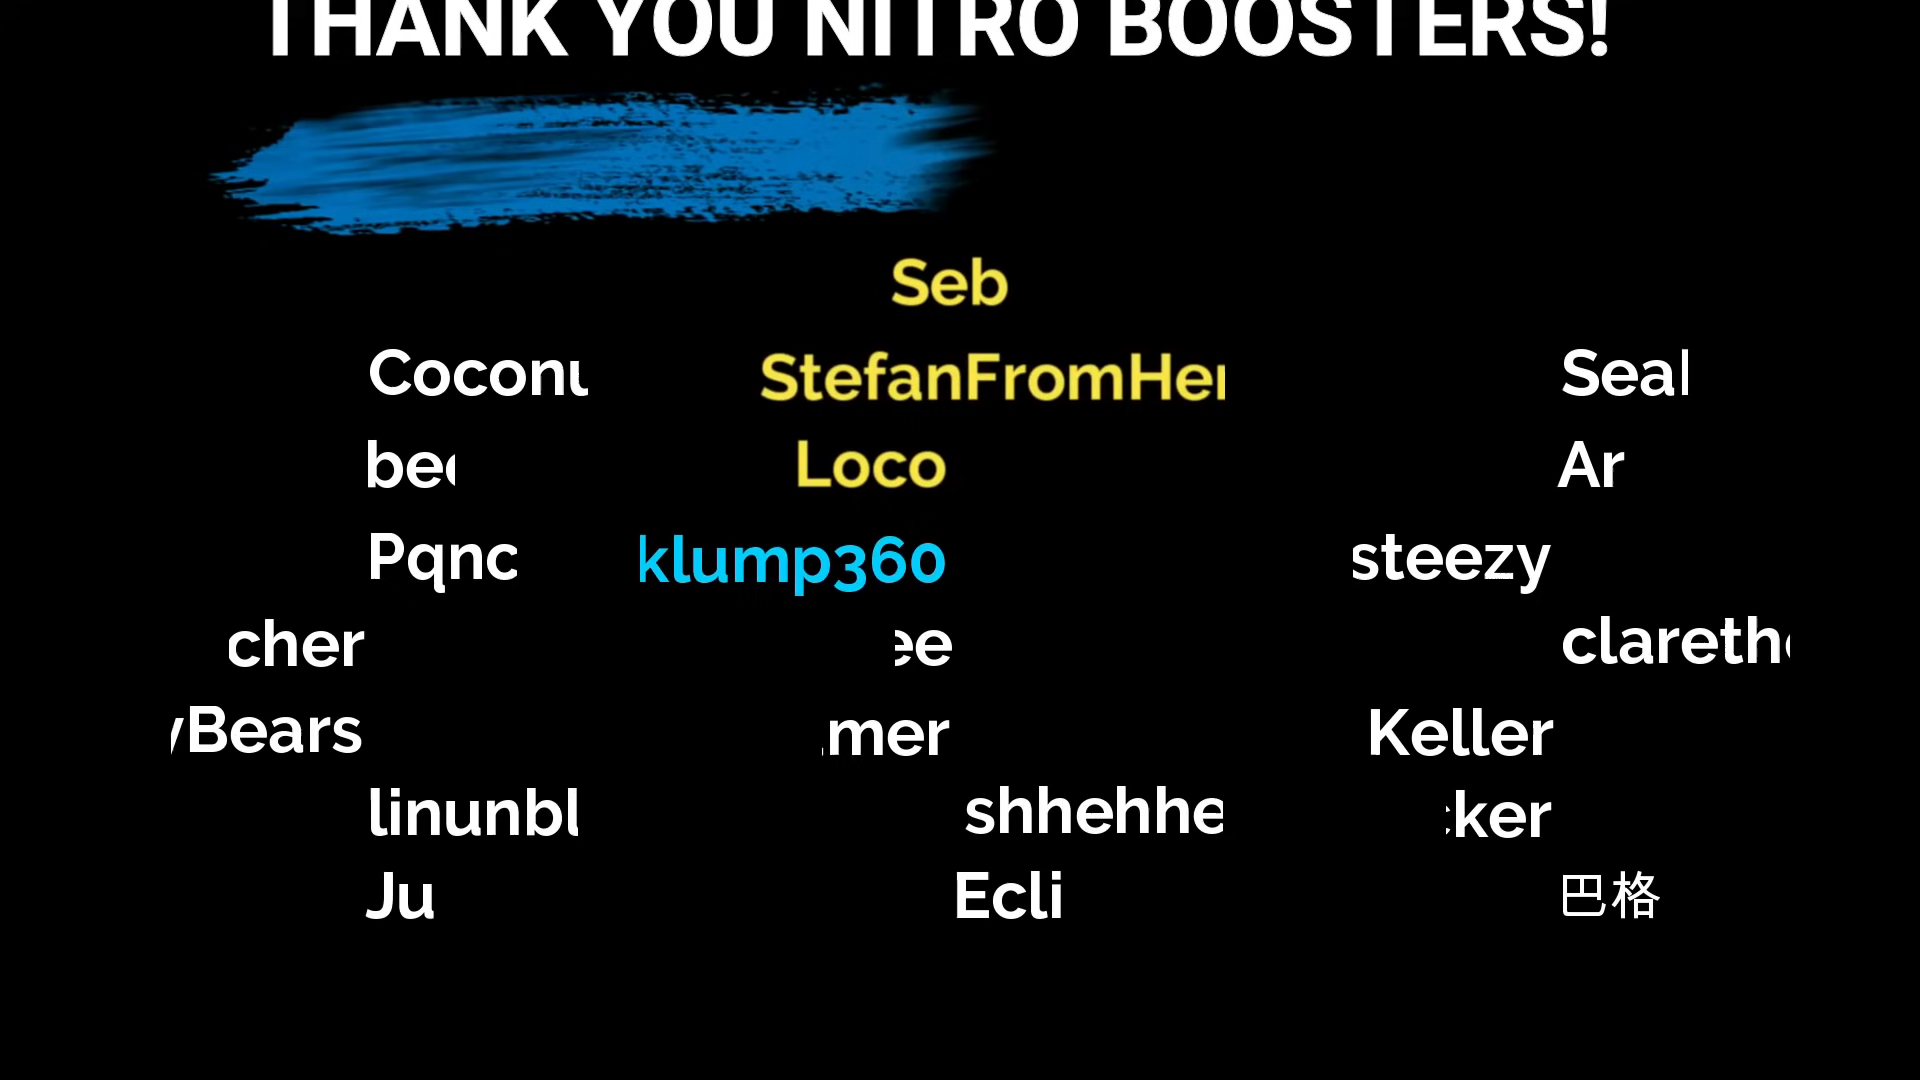 THANK YOU NITRO BOOSTERS!
Seb
StefanFromHe
Coconu
Seal
be
Loco
Ar
Pqnc
klump360
steezy
cher
ee
clareth
yBears
mer
Keller
linunbl
shhehhe
ker
Ju
Ecli
巴格